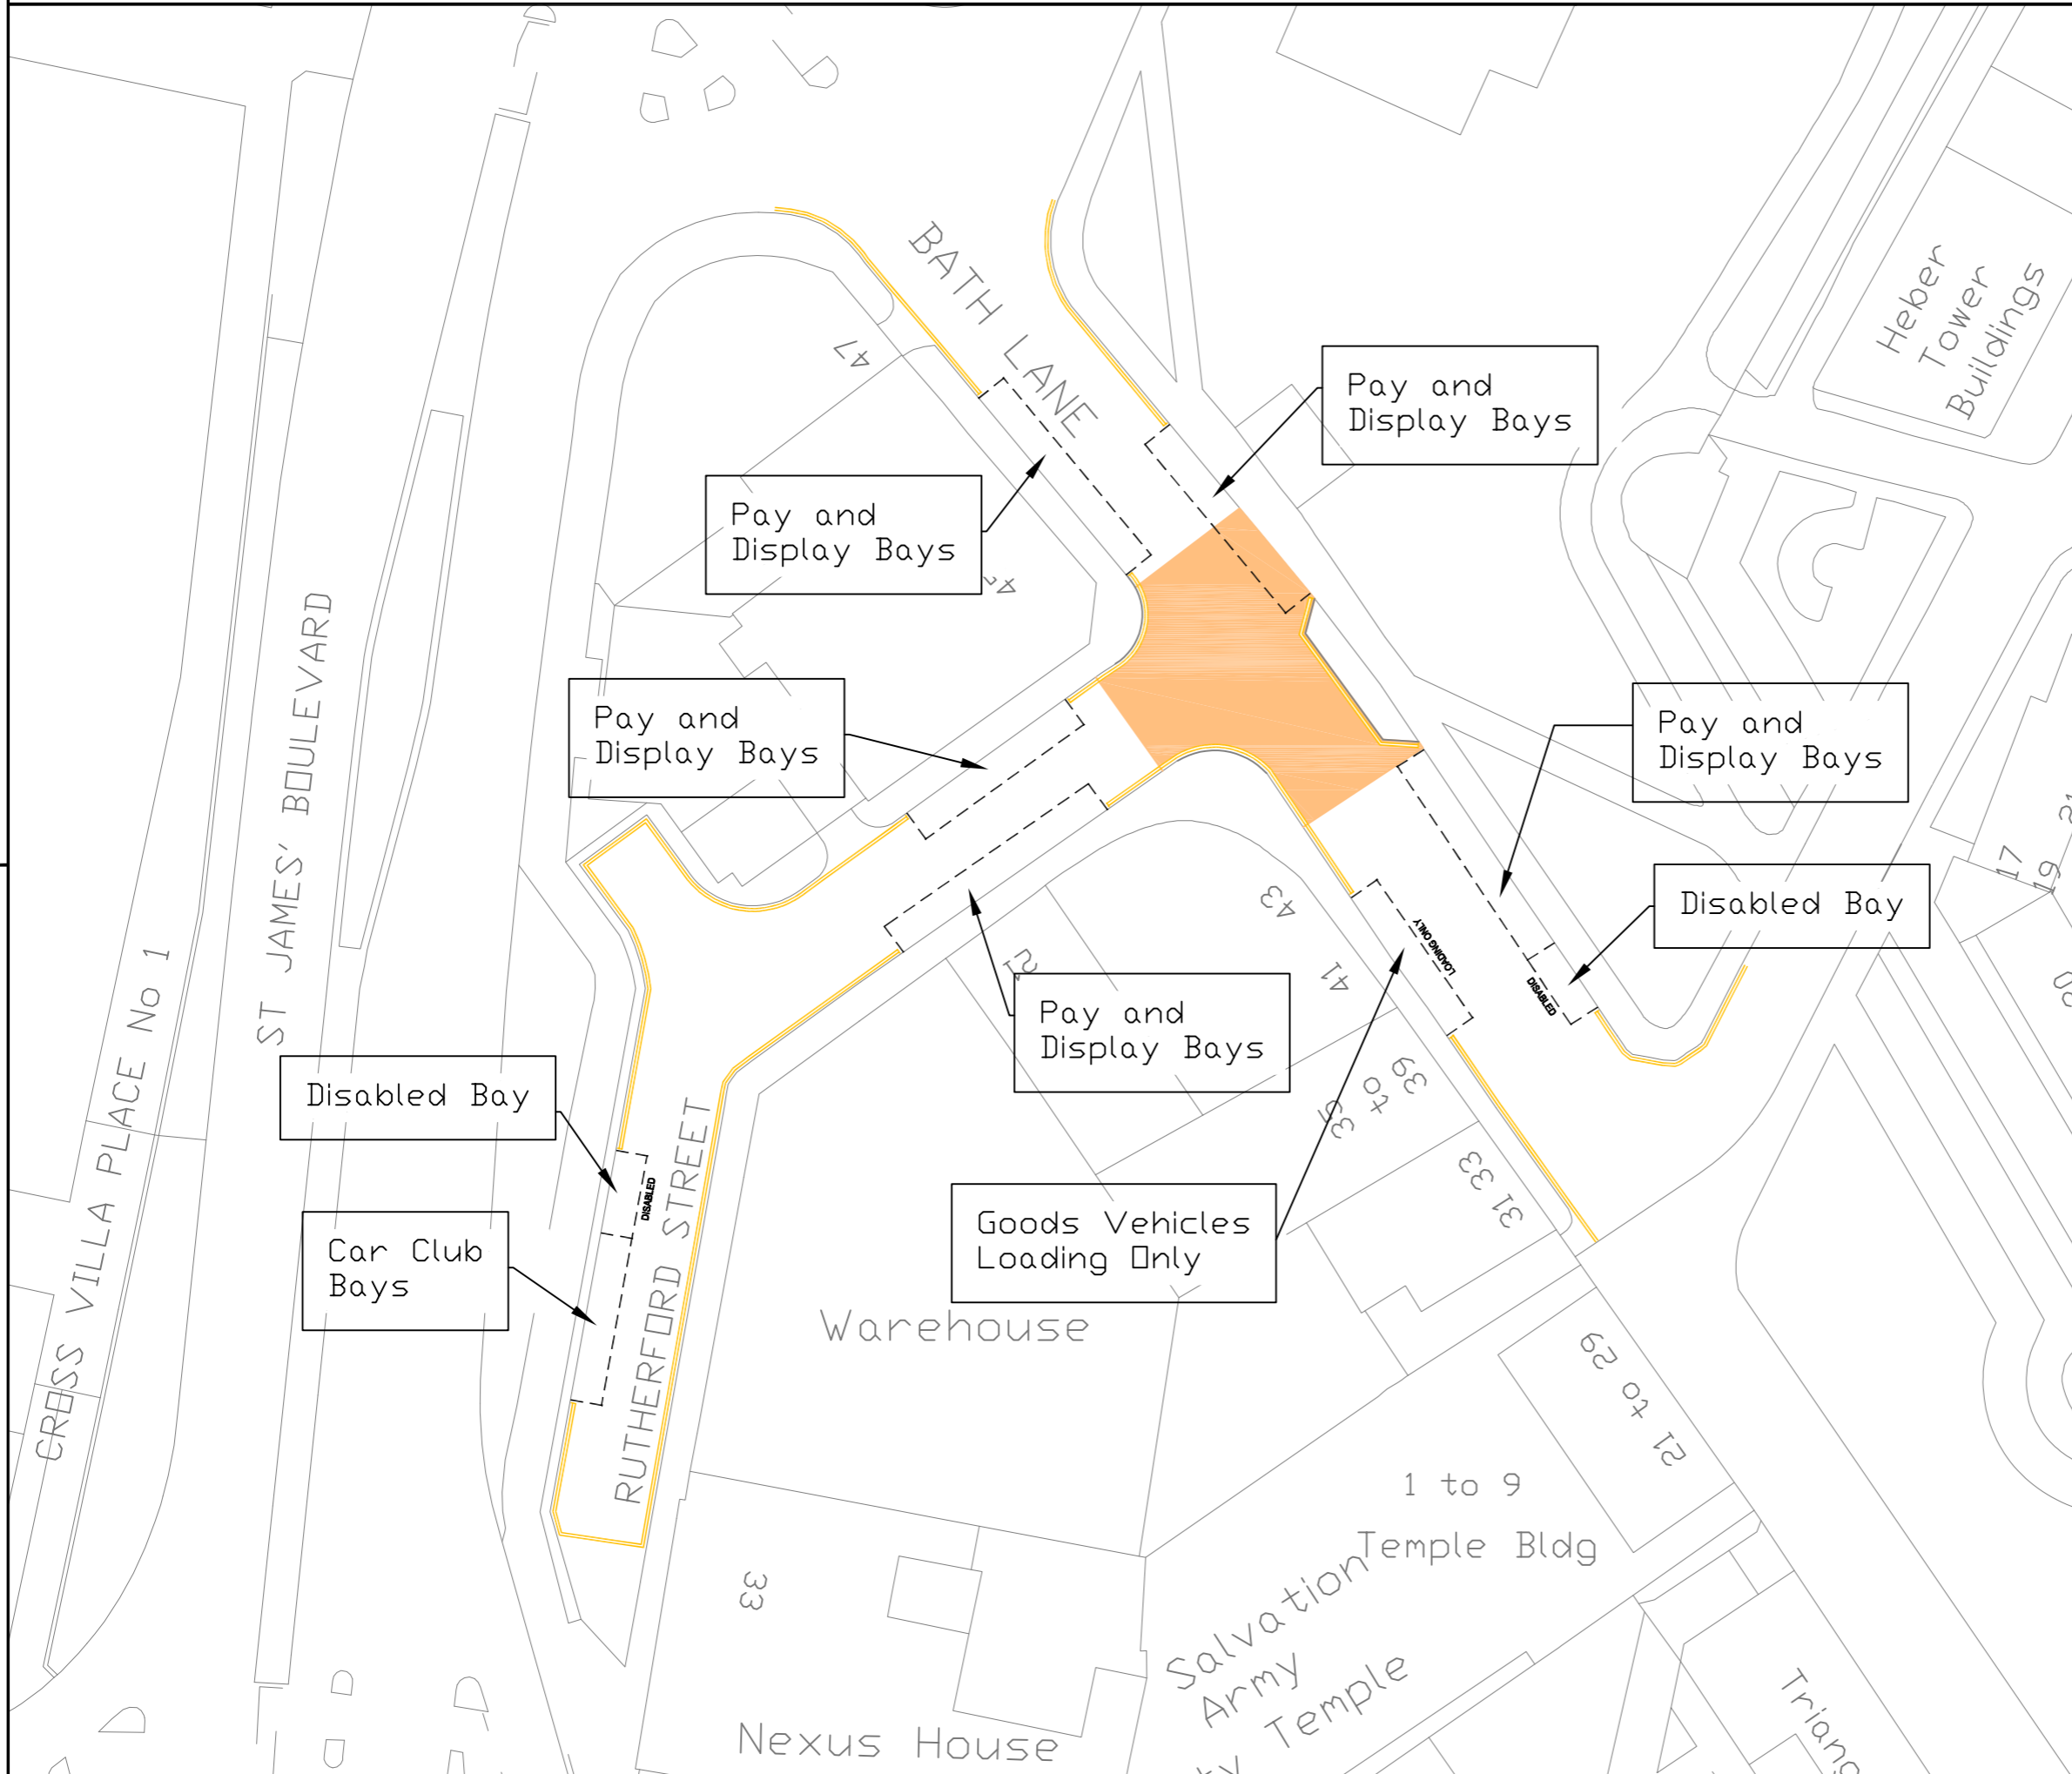 BATH LANE
Heber
Tower
Buildings
47
Pay and
Display Bays
Pay and
Display Bays
Pay and
Display Bays
Pay and
Display Bays
Disabled Bay
ST JAMES' BOULEVARD
CROSS VILLA PLACE No 1
17
19
21
43
41
LOADING ONLY
DISABLED
Pay and
Display Bays
35
to
39
Disabled Bay
DISABLED
RUTHERFORD STREET
Car Club
Bays
Goods Vehicles
Loading Only
31 33
Warehouse
21 to 29
1 to 9
Temple Bldg
33
Salvation
Army
Temple
Nexus House